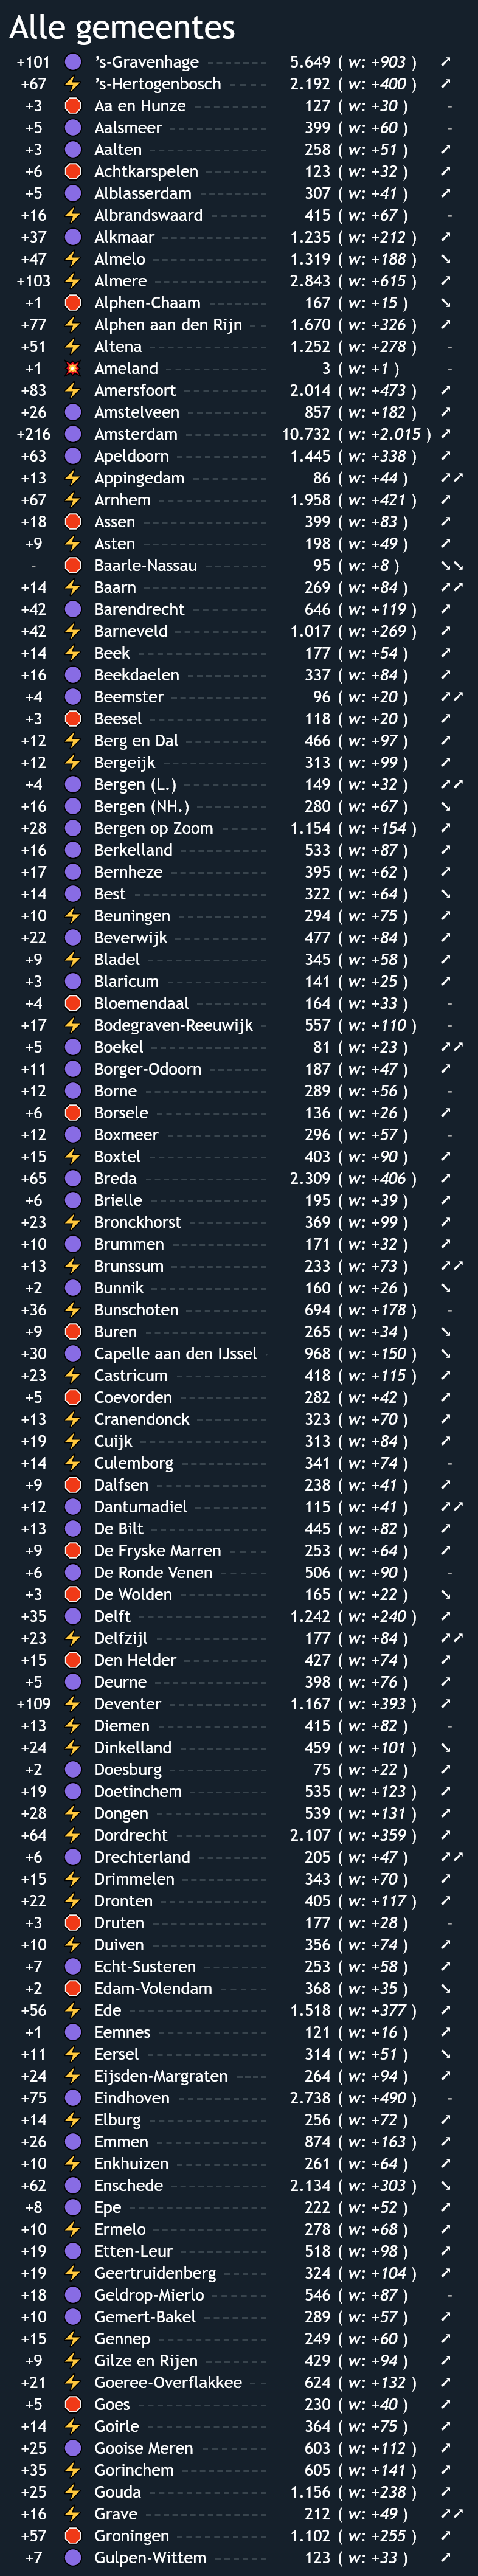 Alle gemeentes
+101 's-Gravenhage 5.649 ( w: +903 ) ↗
+67 's-Hertogenbosch 2.192 ( w: +400 ) ↗
+3 Aa en Hunze 127 ( w: +30 ) -
+5 Aalsmeer 399 ( w: +60 ) -
+3 Aalten 258 ( w: +51 ) ↗
+6 Achtkarspelen 123 ( w: +32 ) ↗
+5 Alblasserdam 307 ( w: +41 ) ↗
+16 Albrandswaard 415 ( w: +67 ) -
+37 Alkmaar 1.235 ( w: +212 ) ↗
+47 Almelo 1.319 ( w: +188 ) ↘
+103 Almere 2.843 ( w: +615 ) ↗
+1 Alphen-Chaam 167 ( w: +15 ) ↘
+77 Alphen aan den Rijn 1.670 ( w: +326 ) ↗
+51 Altena 1.252 ( w: +278 ) -
+1 Ameland 3 ( w: +1 ) -
+83 Amersfoort 2.014 ( w: +473 ) ↗
+26 Amstelveen 857 ( w: +182 ) ↗
+216 Amsterdam 10.732 ( w: +2.015 ) ↗
+63 Apeldoorn 1.445 ( w: +338 ) ↗
+13 Appingedam 86 ( w: +44 ) ↗↗
+67 Arnhem 1.958 ( w: +421 ) ↗
+18 Assen 399 ( w: +83 ) ↗
+9 Asten 198 ( w: +49 ) ↗
- Baarle-Nassau 95 ( w: +8 ) ↘↘
+14 Baarn 269 ( w: +84 ) ↗↗
+42 Barendrecht 646 ( w: +119 ) ↗
+42 Barneveld 1.017 ( w: +269 ) ↗
+14 Beek 177 ( w: +54 ) ↗
+16 Beekdaelen 337 ( w: +84 ) ↗
+4 Beemster 96 ( w: +20 ) ↗↗
+3 Beesel 118 ( w: +20 ) ↗
+12 Berg en Dal 466 ( w: +97 ) ↗
+12 Bergeijk 313 ( w: +99 ) ↗
+4 Bergen (L.) 149 ( w: +32 ) ↗↗
+16 Bergen (NH.) 280 ( w: +67 ) ↘
+28 Bergen op Zoom 1.154 ( w: +154 ) ↗
+16 Berkelland 533 ( w: +87 ) ↗
+17 Bernheze 395 ( w: +62 ) ↗
+14 Best 322 ( w: +64 ) ↘
+10 Beuningen 294 ( w: +75 ) ↗
+22 Beverwijk 477 ( w: +84 ) ↗
+9 Bladel 345 ( w: +58 ) ↗
+3 Blaricum 141 ( w: +25 ) ↗
+4 Bloemendaal 164 ( w: +33 ) -
+17 Bodegraven-Reeuwijk 557 ( w: +110 ) -
+5 Boekel 81 ( w: +23 ) ↗↗
+11 Borger-Odoorn 187 ( w: +47 ) ↗
+12 Borne 289 ( w: +56 ) -
+6 Borsele 136 ( w: +26 ) ↗
+12 Boxmeer 296 ( w: +57 ) -
+15 Boxtel 403 ( w: +90 ) ↗
+65 Breda 2.309 ( w: +406 ) ↗
+6 Brielle 195 ( w: +39 ) ↗
+23 Bronckhorst 369 ( w: +99 ) ↗
+10 Brummen 171 ( w: +32 ) ↗
+13 Brunssum 233 ( w: +73 ) ↗↗
+2 Bunnik 160 ( w: +26 ) ↘
+36 Bunschoten 694 ( w: +178 ) -
+9 Buren 265 ( w: +34 ) ↘
+30 Capelle aan den IJssel 968 ( w: +150 ) ↘
+23 Castricum 418 ( w: +115 ) ↗
+5 Coevorden 282 ( w: +42 ) ↗
+13 Cranendonck 323 ( w: +70 ) ↗
+19 Cuijk 313 ( w: +84 ) ↗
+14 Culemborg 341 ( w: +74 ) -
+9 Dalfsen 238 ( w: +41 ) ↗
+12 Dantumadiel 115 ( w: +41 ) ↗↗
+13 De Bilt 445 ( w: +82 ) ↗
+9 De Fryske Marren 253 ( w: +64 ) ↗
+6 De Ronde Venen 506 ( w: +90 ) -
+3 De Wolden 165 ( w: +22 ) ↘
+35 Delft 1.242 ( w: +240 ) ↗
+23 Delfzijl 177 ( w: +84 ) ↗↗
+15 Den Helder 427 ( w: +74 ) ↗
+5 Deurne 398 ( w: +76 ) ↗
+109 Deventer 1.167 ( w: +393 ) ↗
+13 Diemen 415 ( w: +82 ) -
+24 Dinkelland 459 ( w: +101 ) ↘
+2 Doesburg 75 ( w: +22 ) ↗
+19 Doetinchem 535 ( w: +123 ) ↗
+28 Dongen 539 ( w: +131 ) ↗
+64 Dordrecht 2.107 ( w: +359 ) ↗
+6 Drechterland 205 ( w: +47 ) ↗↗
+15 Drimmelen 343 ( w: +70 ) ↗
+22 Dronten 405 ( w: +117 ) ↗
+3 Druten 177 ( w: +28 ) -
+10 Duiven 356 ( w: +74 ) ↗
+7 Echt-Susteren 253 ( w: +58 ) ↗
+2 Edam-Volendam 368 ( w: +35 ) ↘
+56 Ede 1.518 ( w: +377 ) ↗
+1 Eemnes 121 ( w: +16 ) ↗
+11 Eersel 314 ( w: +51 ) ↘
+24 Eijsden-Margraten 264 ( w: +94 ) ↗
+75 Eindhoven 2.738 ( w: +490 ) -
+14 Elburg 256 ( w: +72 ) ↗
+26 Emmen 874 ( w: +163 ) ↗
+10 Enkhuizen 261 ( w: +64 ) ↗
+62 Enschede 2.134 ( w: +303 ) ↘
+8 Epe 222 ( w: +52 ) ↗
+10 Ermelo 278 ( w: +68 ) ↗
+19 Etten-Leur 518 ( w: +98 ) ↗
+19 Geertruidenberg 324 ( w: +104 ) ↗
+18 Geldrop-Mierlo 546 ( w: +87 ) -
+10 Gemert-Bakel 289 ( w: +57 ) ↗
+15 Gennep 249 ( w: +60 ) ↗
+9 Gilze en Rijen 429 ( w: +94 ) ↗
+21 Goeree-Overflakkee 624 ( w: +132 ) ↗
+5 Goes 230 ( w: +40 ) ↗
+14 Goirle 364 ( w: +75 ) ↗
+25 Gooise Meren 603 ( w: +112 ) ↗
+35 Gorinchem 605 ( w: +141 ) ↗
+25 Gouda 1.156 ( w: +238 ) ↗
+16 Grave 212 ( w: +49 ) ↗↗
+57 Groningen 1.102 ( w: +255 ) ↗
+7 Gulpen-Wittem 123 ( w: +33 ) ↗